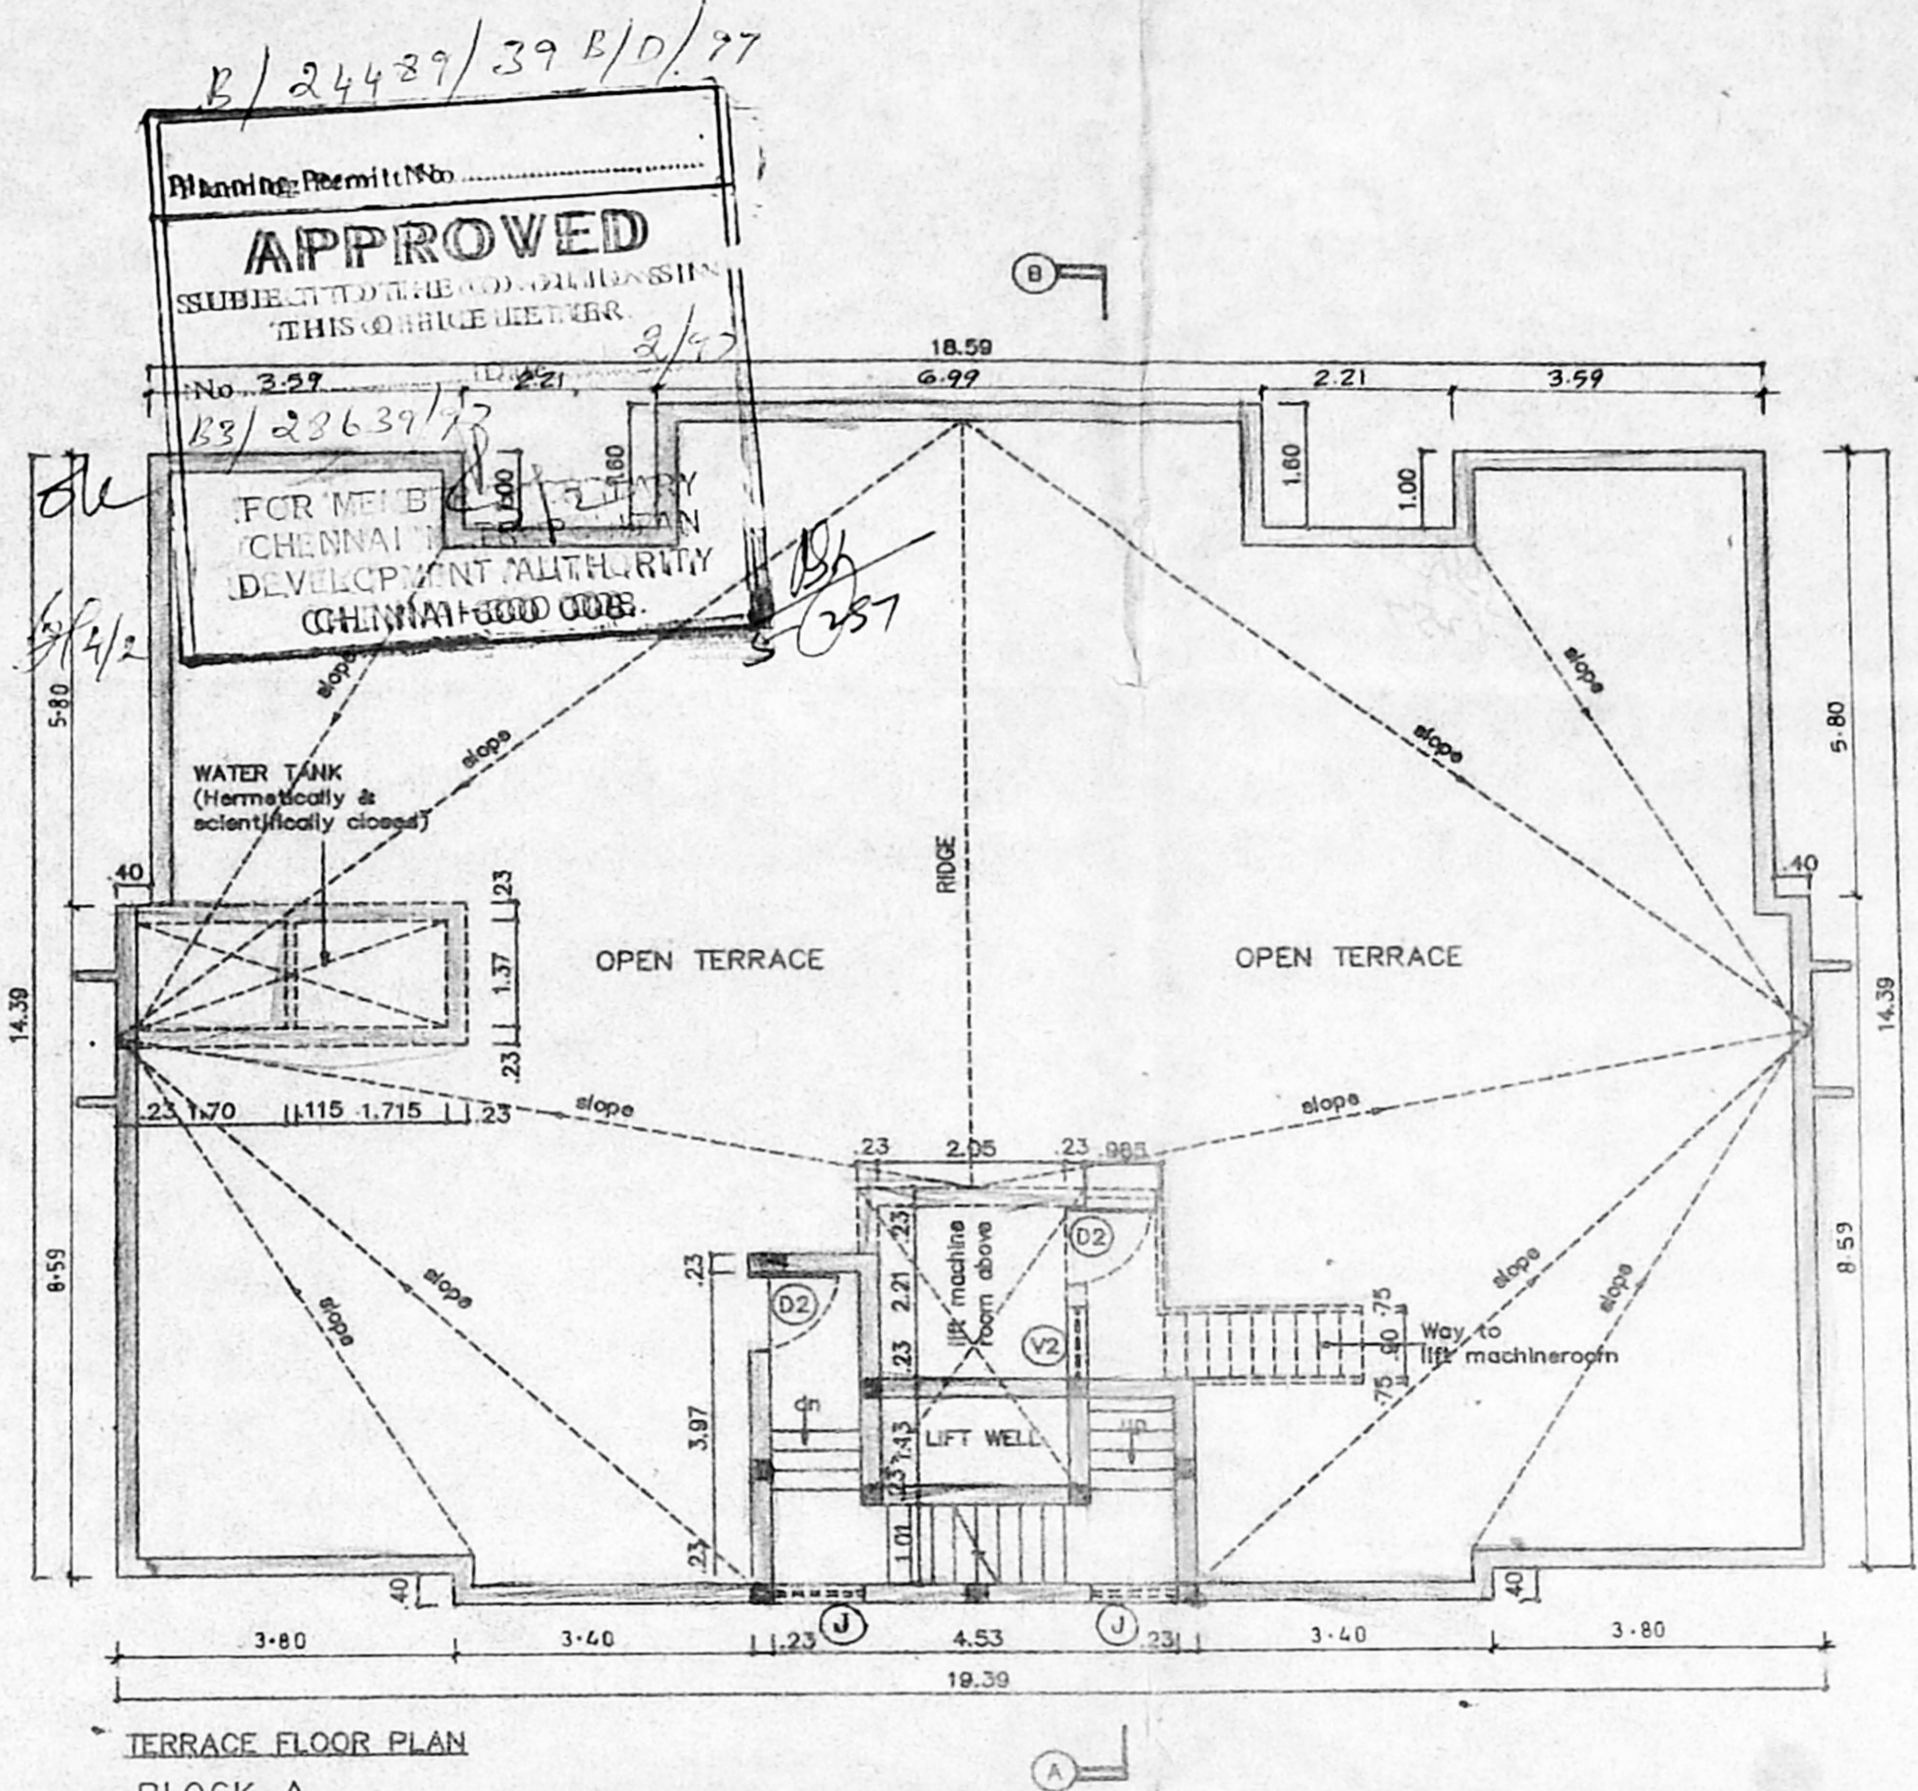 B/ 24489/ 39 B/D/ 97
Planning Permit No
APPROVED
SUBJECT TO THE CONDITIONS IN
THIS OFFICE LETTER
2/97
No
B3/ 28639/97
FOR MEMBER SECRETARY
CHENNAI METROPOLITAN
DEVELOPMENT AUTHORITY
CHENNAI-600 008.
4/2
B
18.59
3.59 2.21 6.99 2.21 3.59
1.00 1.60 1.60 1.00
slope
slope
slope
slope
5.80
5.80
WATER TANK
(Hermetically &
scientifically closed)
.40
.40
RIDGE
.23
1.37
.23
OPEN TERRACE OPEN TERRACE
14.39
14.39
.23 1.70 .115 1.715 .23
slope
slope
.23 2.05 .23 .985
8.59
8.59
slope
slope
slope
slope
.23
3.97
.23
D2
D2
V2
lift machine
room above
.23
2.21
.23
1.43
.23
1.01
.75
.90
.75
Way to
lift machineroom
dn
up
LIFT WELL
.40
.40
J
J
3.80 3.40 .23 4.53 .23 3.40 3.80
19.39
TERRACE FLOOR PLAN
BLOCK A
A